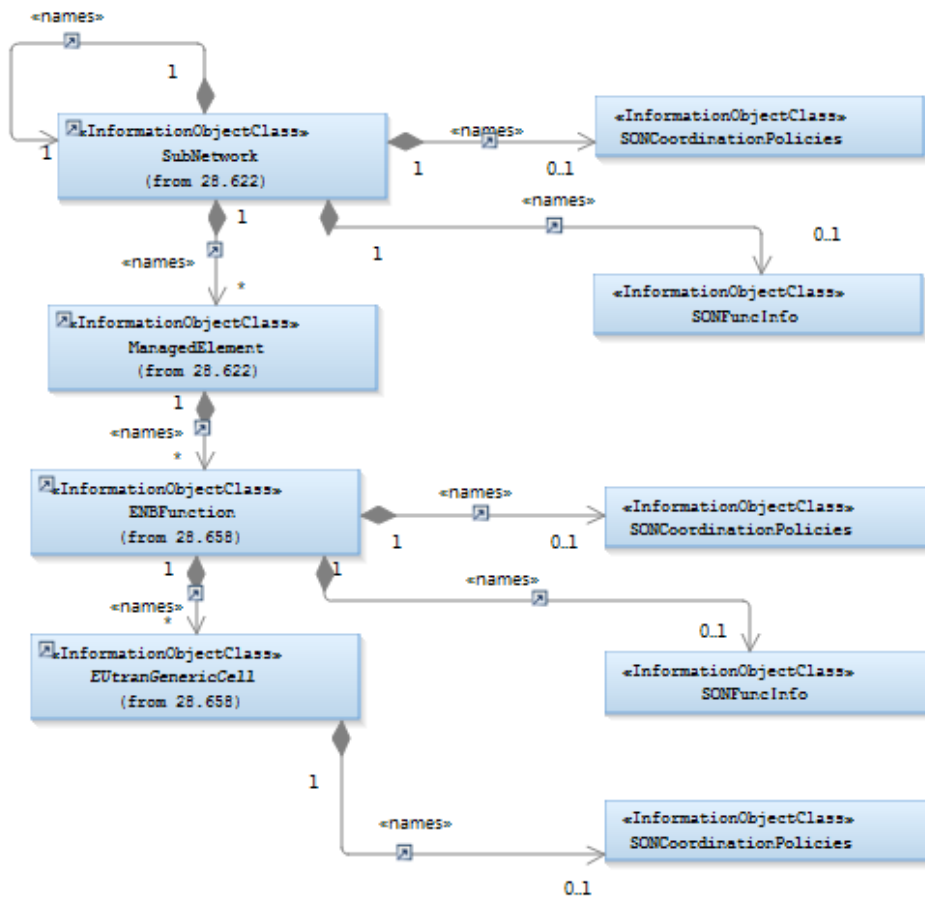 «names»
1
1
«InformationObjectClass»
SubNetwork
(from 28.622)
«names»
1
0..1
«InformationObjectClass»
SONCoordinationPolicies
1
«names»
*
1
«names»
0..1
«InformationObjectClass»
SONFuncInfo
«InformationObjectClass»
ManagedElement
(from 28.622)
1
«names»
*
«InformationObjectClass»
ENBFunction
(from 28.658)
«names»
1
0..1
«InformationObjectClass»
SONCoordinationPolicies
1
«names»
*
1
«names»
0..1
«InformationObjectClass»
SONFuncInfo
«InformationObjectClass»
EUtranGenericCell
(from 28.658)
1
«names»
0..1
«InformationObjectClass»
SONCoordinationPolicies